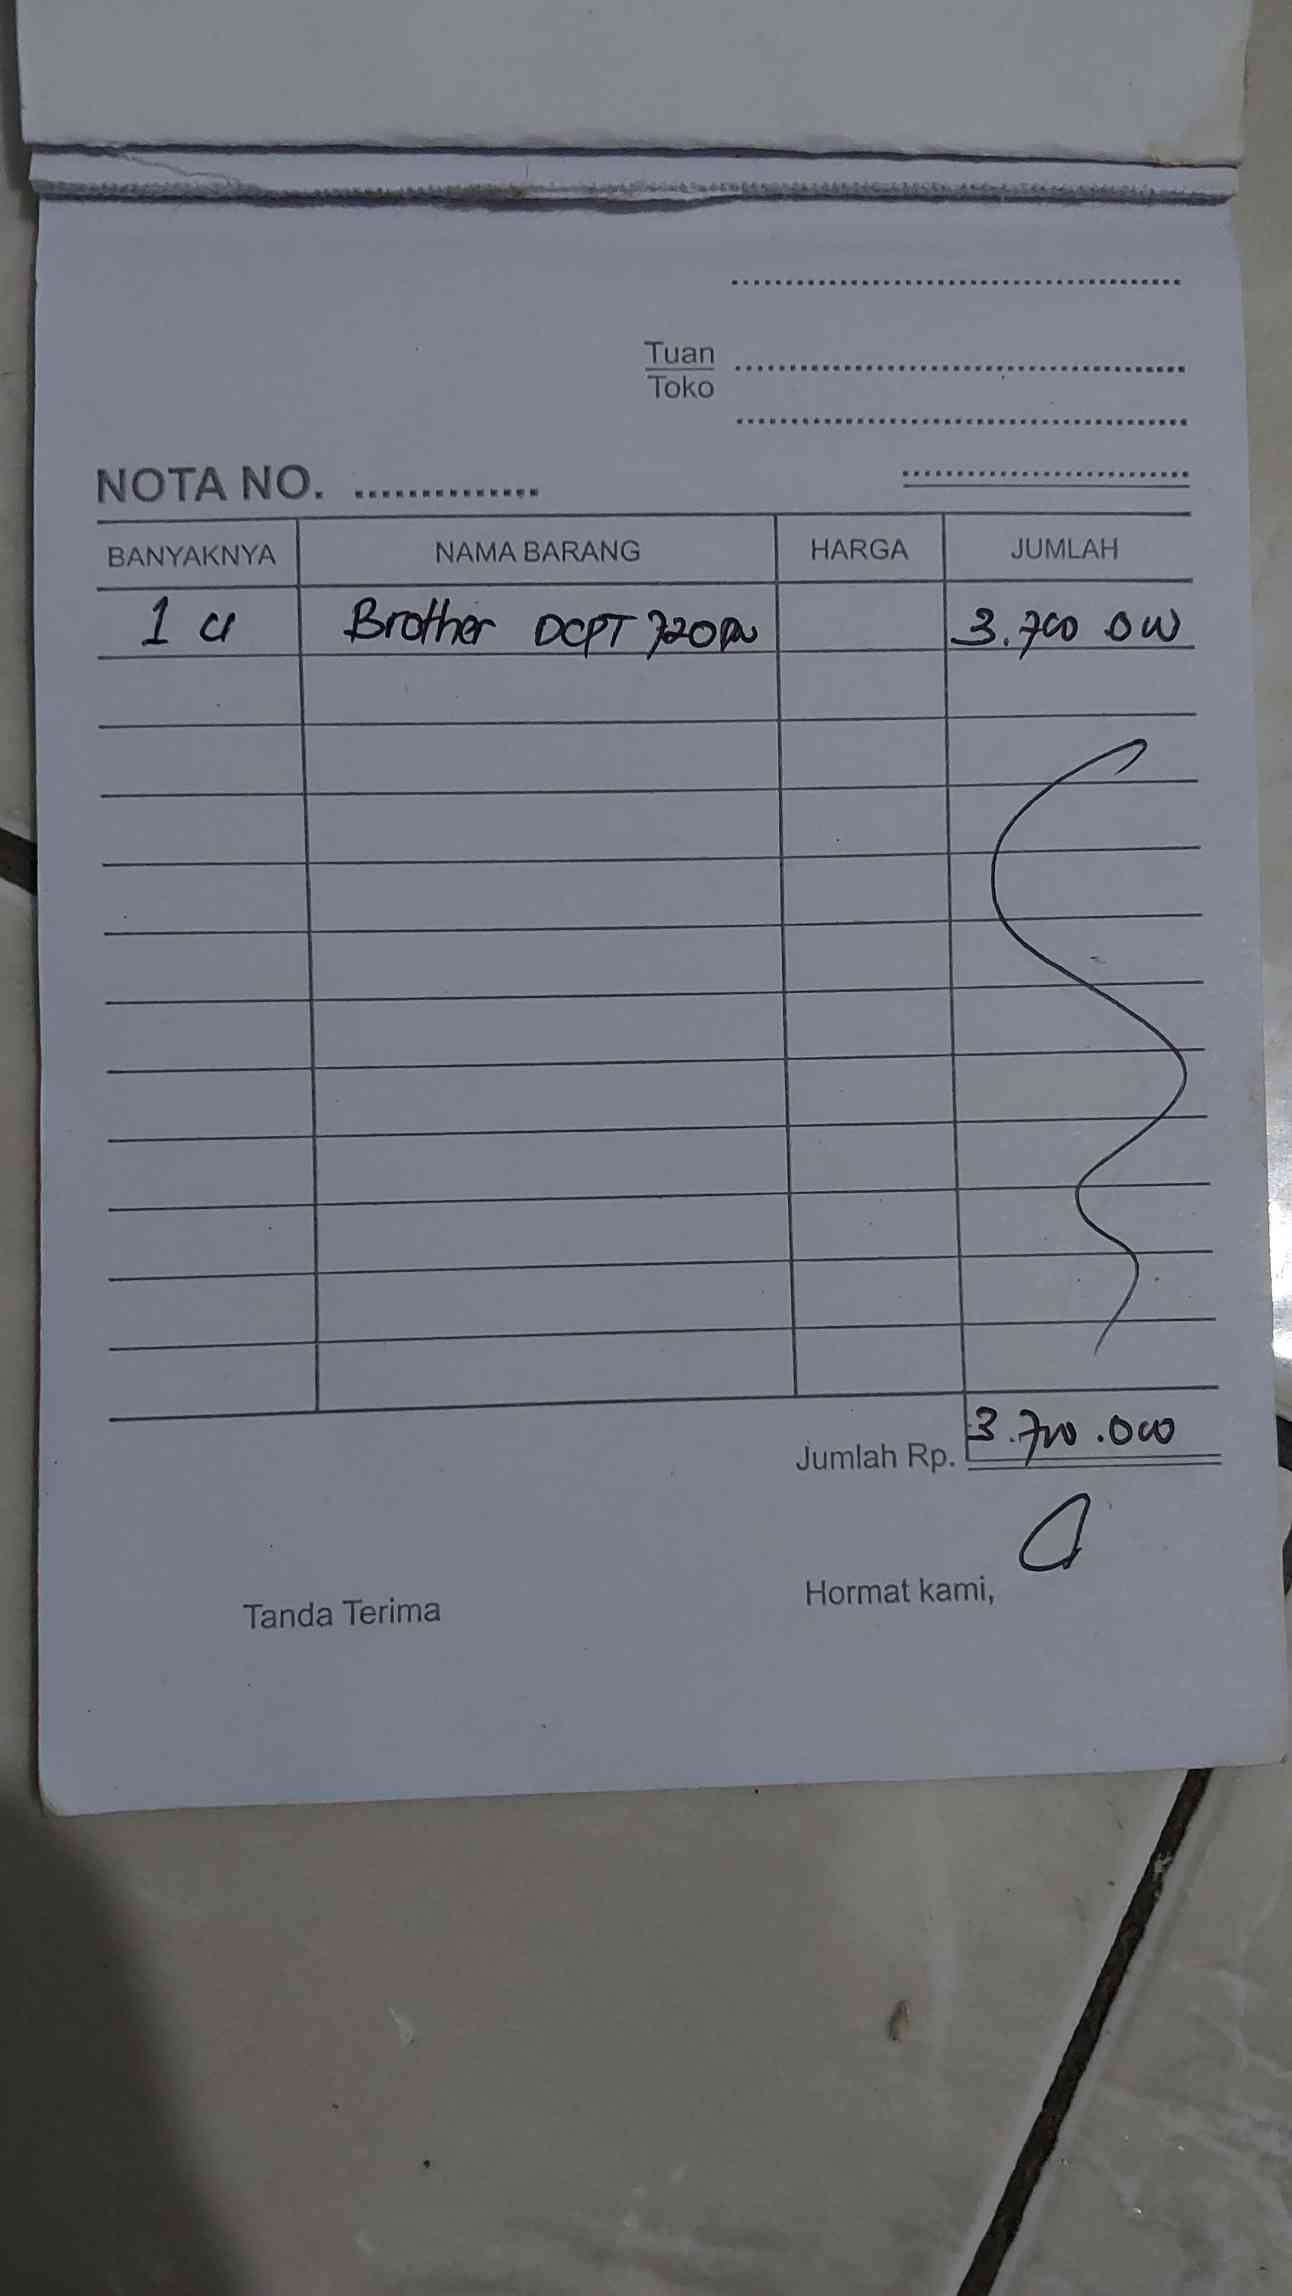 Tuan
Toko
NOTA NO.
BANYAKNYA NAMA BARANG HARGA JUMLAH
1 Brother DCPT 720DW 3.700 000
Jumlah Rp. 3.700.000
Tanda Terima Hormat kami,